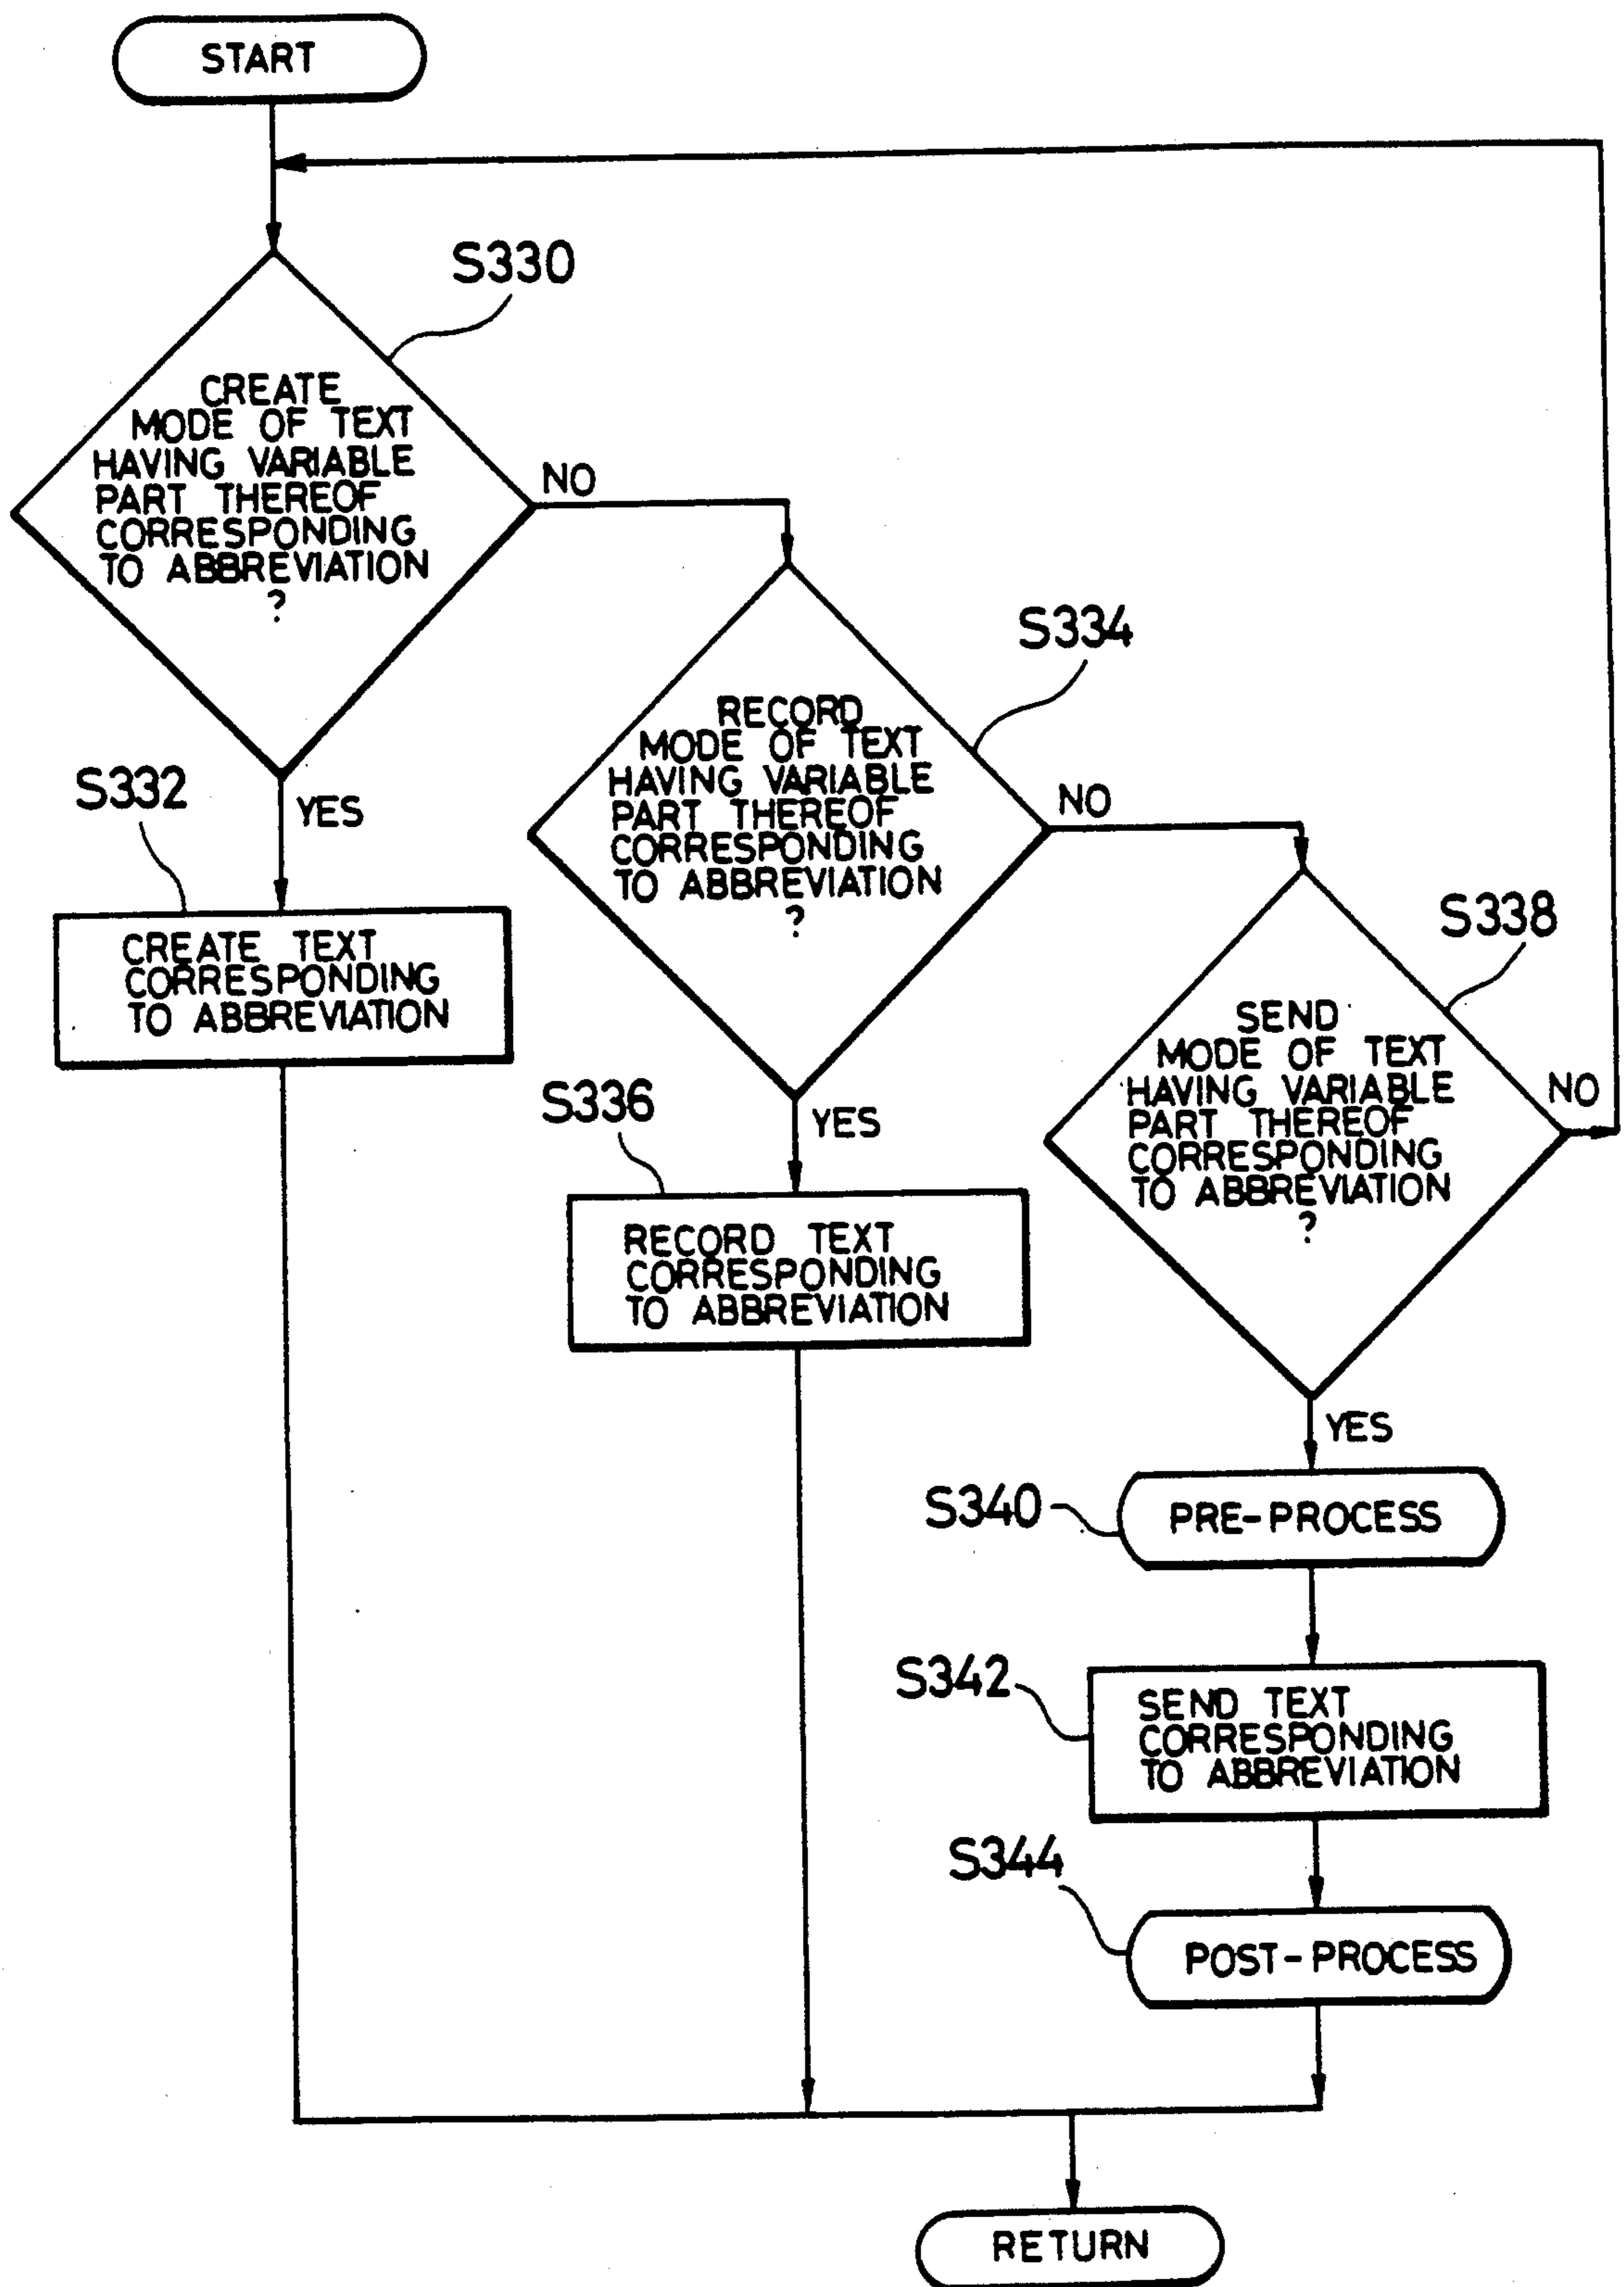 START
S330
CREATE
MODE OF TEXT
HAVING VARIABLE
PART THEREOF
CORRESPONDING
TO ABBREVIATION
?
NO
YES
S332
CREATE TEXT
CORRESPONDING
TO ABBREVIATION
S334
RECORD
MODE OF TEXT
HAVING VARIABLE
PART THEREOF
CORRESPONDING
TO ABBREVIATION
?
NO
YES
S336
RECORD TEXT
CORRESPONDING
TO ABBREVIATION
S338
SEND
MODE OF TEXT
HAVING VARIABLE
PART THEREOF
CORRESPONDING
TO ABBREVIATION
?
NO
YES
S340
PRE-PROCESS
S342
SEND TEXT
CORRESPONDING
TO ABBREVIATION
S344
POST-PROCESS
RETURN